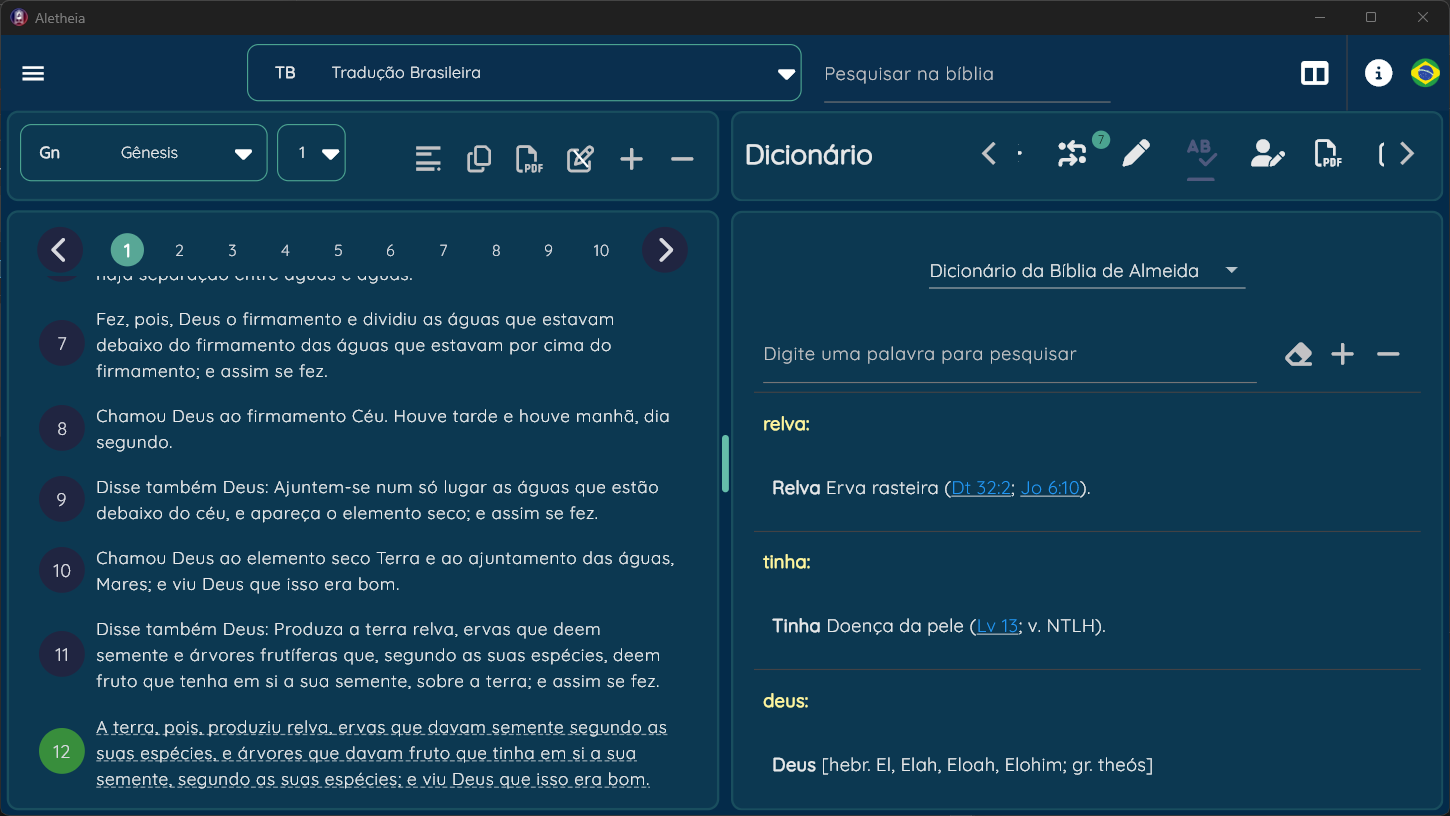 Aletheia
TB Tradução Brasileira
Pesquisar na bíblia
Gn Gênesis
1
PDF
Dicionário
7
AB
PDF
1 2 3 4 5 6 7 8 9 10
haja separação entre águas e águas.
7
Fez, pois, Deus o firmamento e dividiu as águas que estavam
debaixo do firmamento das águas que estavam por cima do
firmamento; e assim se fez.
8
Chamou Deus ao firmamento Céu. Houve tarde e houve manhã, dia
segundo.
9
Disse também Deus: Ajuntem-se num só lugar as águas que estão
debaixo do céu, e apareça o elemento seco; e assim se fez.
10
Chamou Deus ao elemento seco Terra e ao ajuntamento das águas,
Mares; e viu Deus que isso era bom.
11
Disse também Deus: Produza a terra relva, ervas que deem
semente e árvores frutíferas que, segundo as suas espécies, deem
fruto que tenha em si a sua semente, sobre a terra; e assim se fez.
12
A terra, pois, produziu relva, ervas que davam semente segundo as
suas espécies, e árvores que davam fruto que tinha em si a sua
semente, segundo as suas espécies; e viu Deus que isso era bom.
Dicionário da Bíblia de Almeida
Digite uma palavra para pesquisar
relva:
Relva Erva rasteira (Dt 32:2; Jo 6:10).
tinha:
Tinha Doença da pele (Lv 13; v. NTLH).
deus:
Deus [hebr. El, Elah, Eloah, Elohim; gr. theós]